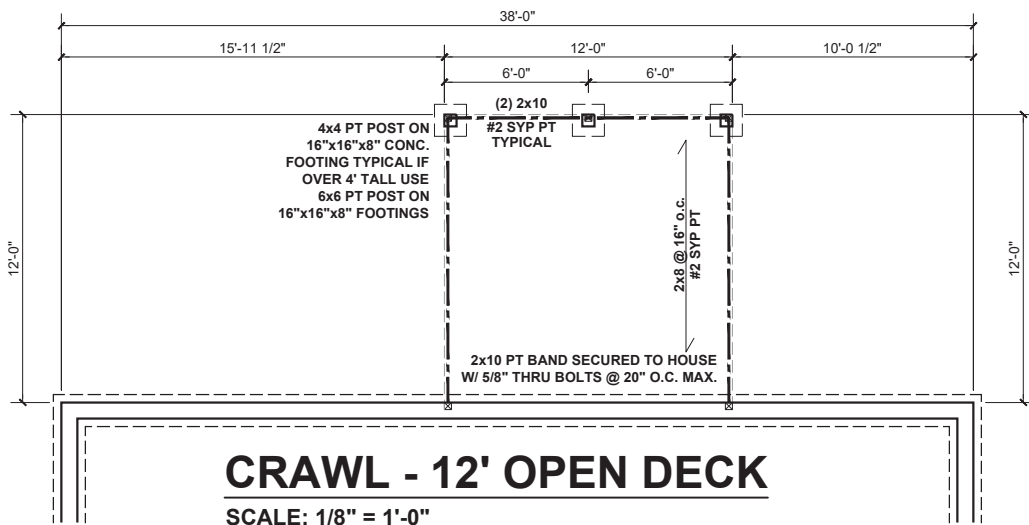 38'-0"
15'-11 1/2"
12'-0"
10'-0 1/2"
6'-0"
6'-0"
(2) 2x10
#2 SYP PT
TYPICAL
4x4 PT POST ON
16"x16"x8" CONC.
FOOTING TYPICAL IF
OVER 4' TALL USE
6x6 PT POST ON
16"x16"x8" FOOTINGS
12'-0"
2x8 @ 16" o.c.
#2 SYP PT
12'-0"
2x10 PT BAND SECURED TO HOUSE
W/ 5/8" THRU BOLTS @ 20" O.C. MAX.
CRAWL - 12' OPEN DECK
SCALE: 1/8" = 1'-0"